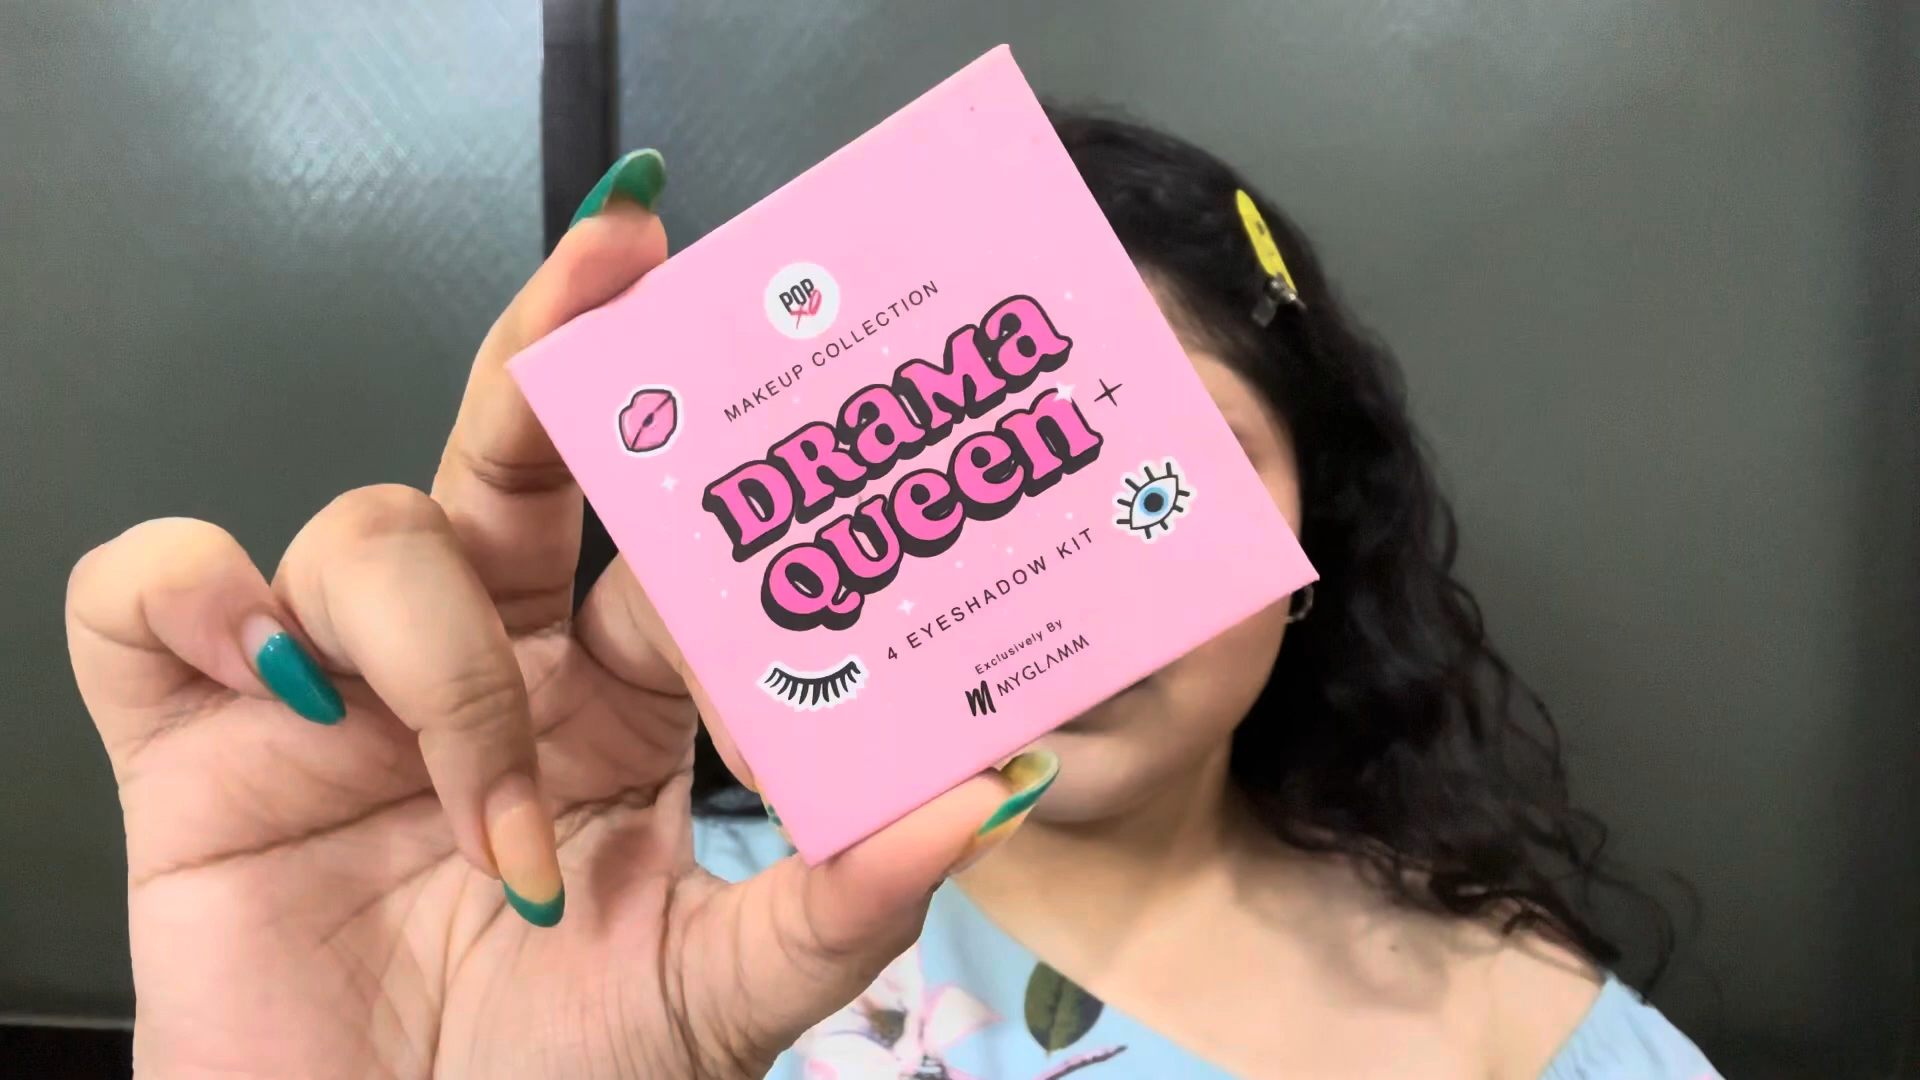 POP
XO
MAKEUP COLLECTION
DRAMA
QUEEN
4 EYESHADOW KIT
Exclusively By
M MYGLAMM